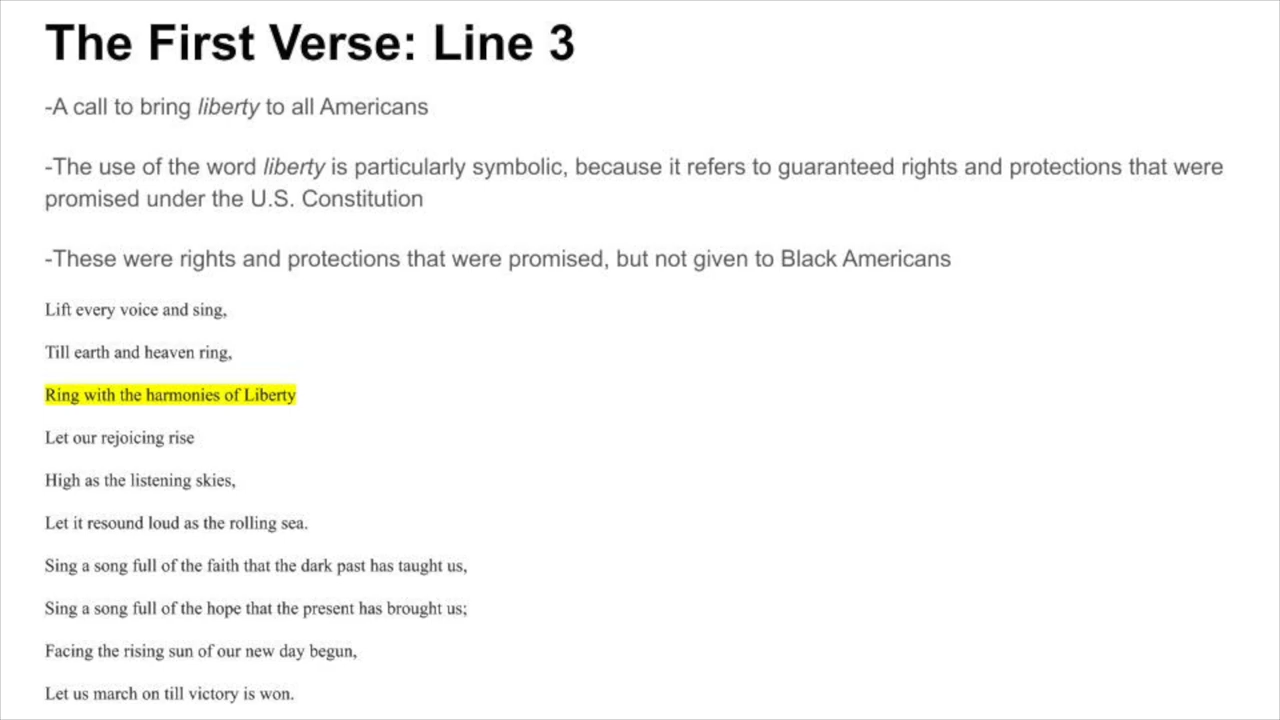 The First Verse: Line 3
-A call to bring liberty to all Americans
-The use of the word liberty is particularly symbolic, because it refers to guaranteed rights and protections that were
promised under the U.S. Constitution
-These were rights and protections that were promised, but not given to Black Americans
Lift every voice and sing,
Till earth and heaven ring,
Ring with the harmonies of Liberty
Let our rejoicing rise
High as the listening skies,
Let it resound loud as the rolling sea.
Sing a song full of the faith that the dark past has taught us,
Sing a song full of the hope that the present has brought us;
Facing the rising sun of our new day begun,
Let us march on till victory is won.